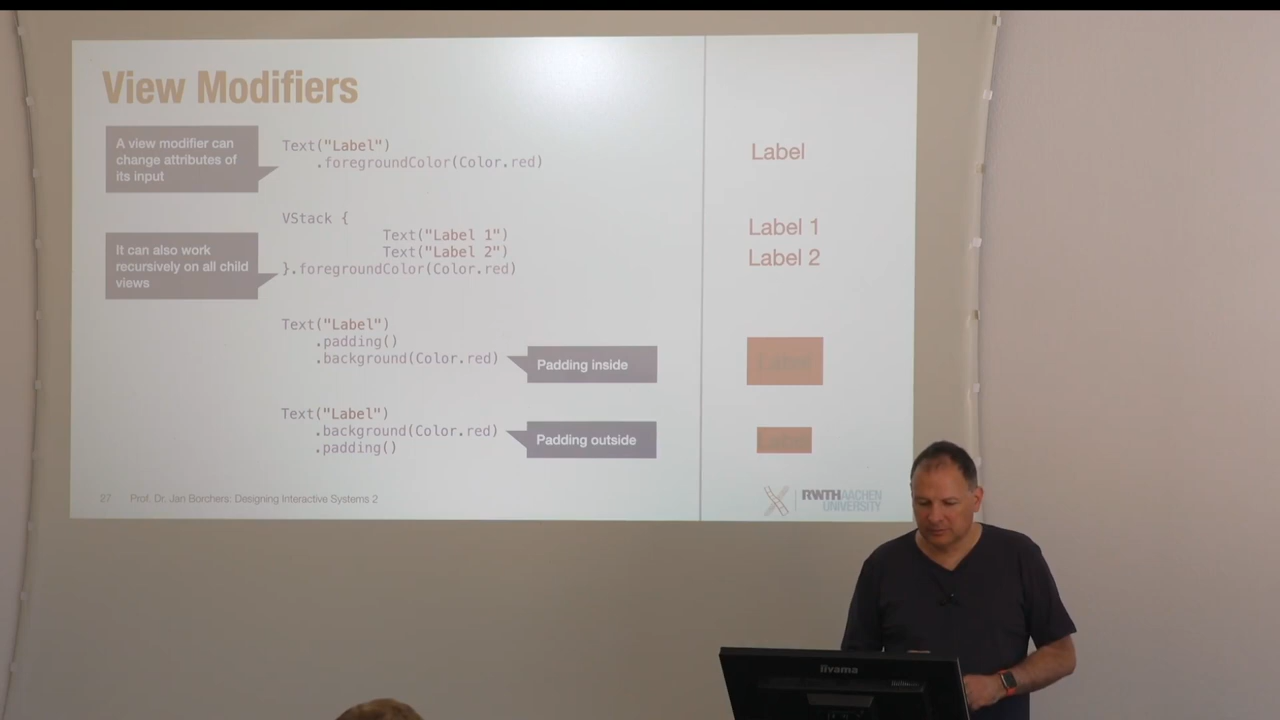 View Modifiers
A view modifier can
change attributes of
its input
Text("Label")
.foregroundColor(Color.red)
Label
It can also work
recursively on all child
views
VStack {
Text("Label 1")
Text("Label 2")
}.foregroundColor(Color.red)
Label 1
Label 2
Text("Label")
.padding()
.background(Color.red)
Padding inside
Label
Text("Label")
.background(Color.red)
.padding()
Padding outside
Label
27 Prof. Dr. Jan Borchers: Designing Interactive Systems 2
RWTHAACHEN
UNIVERSITY
iiyama